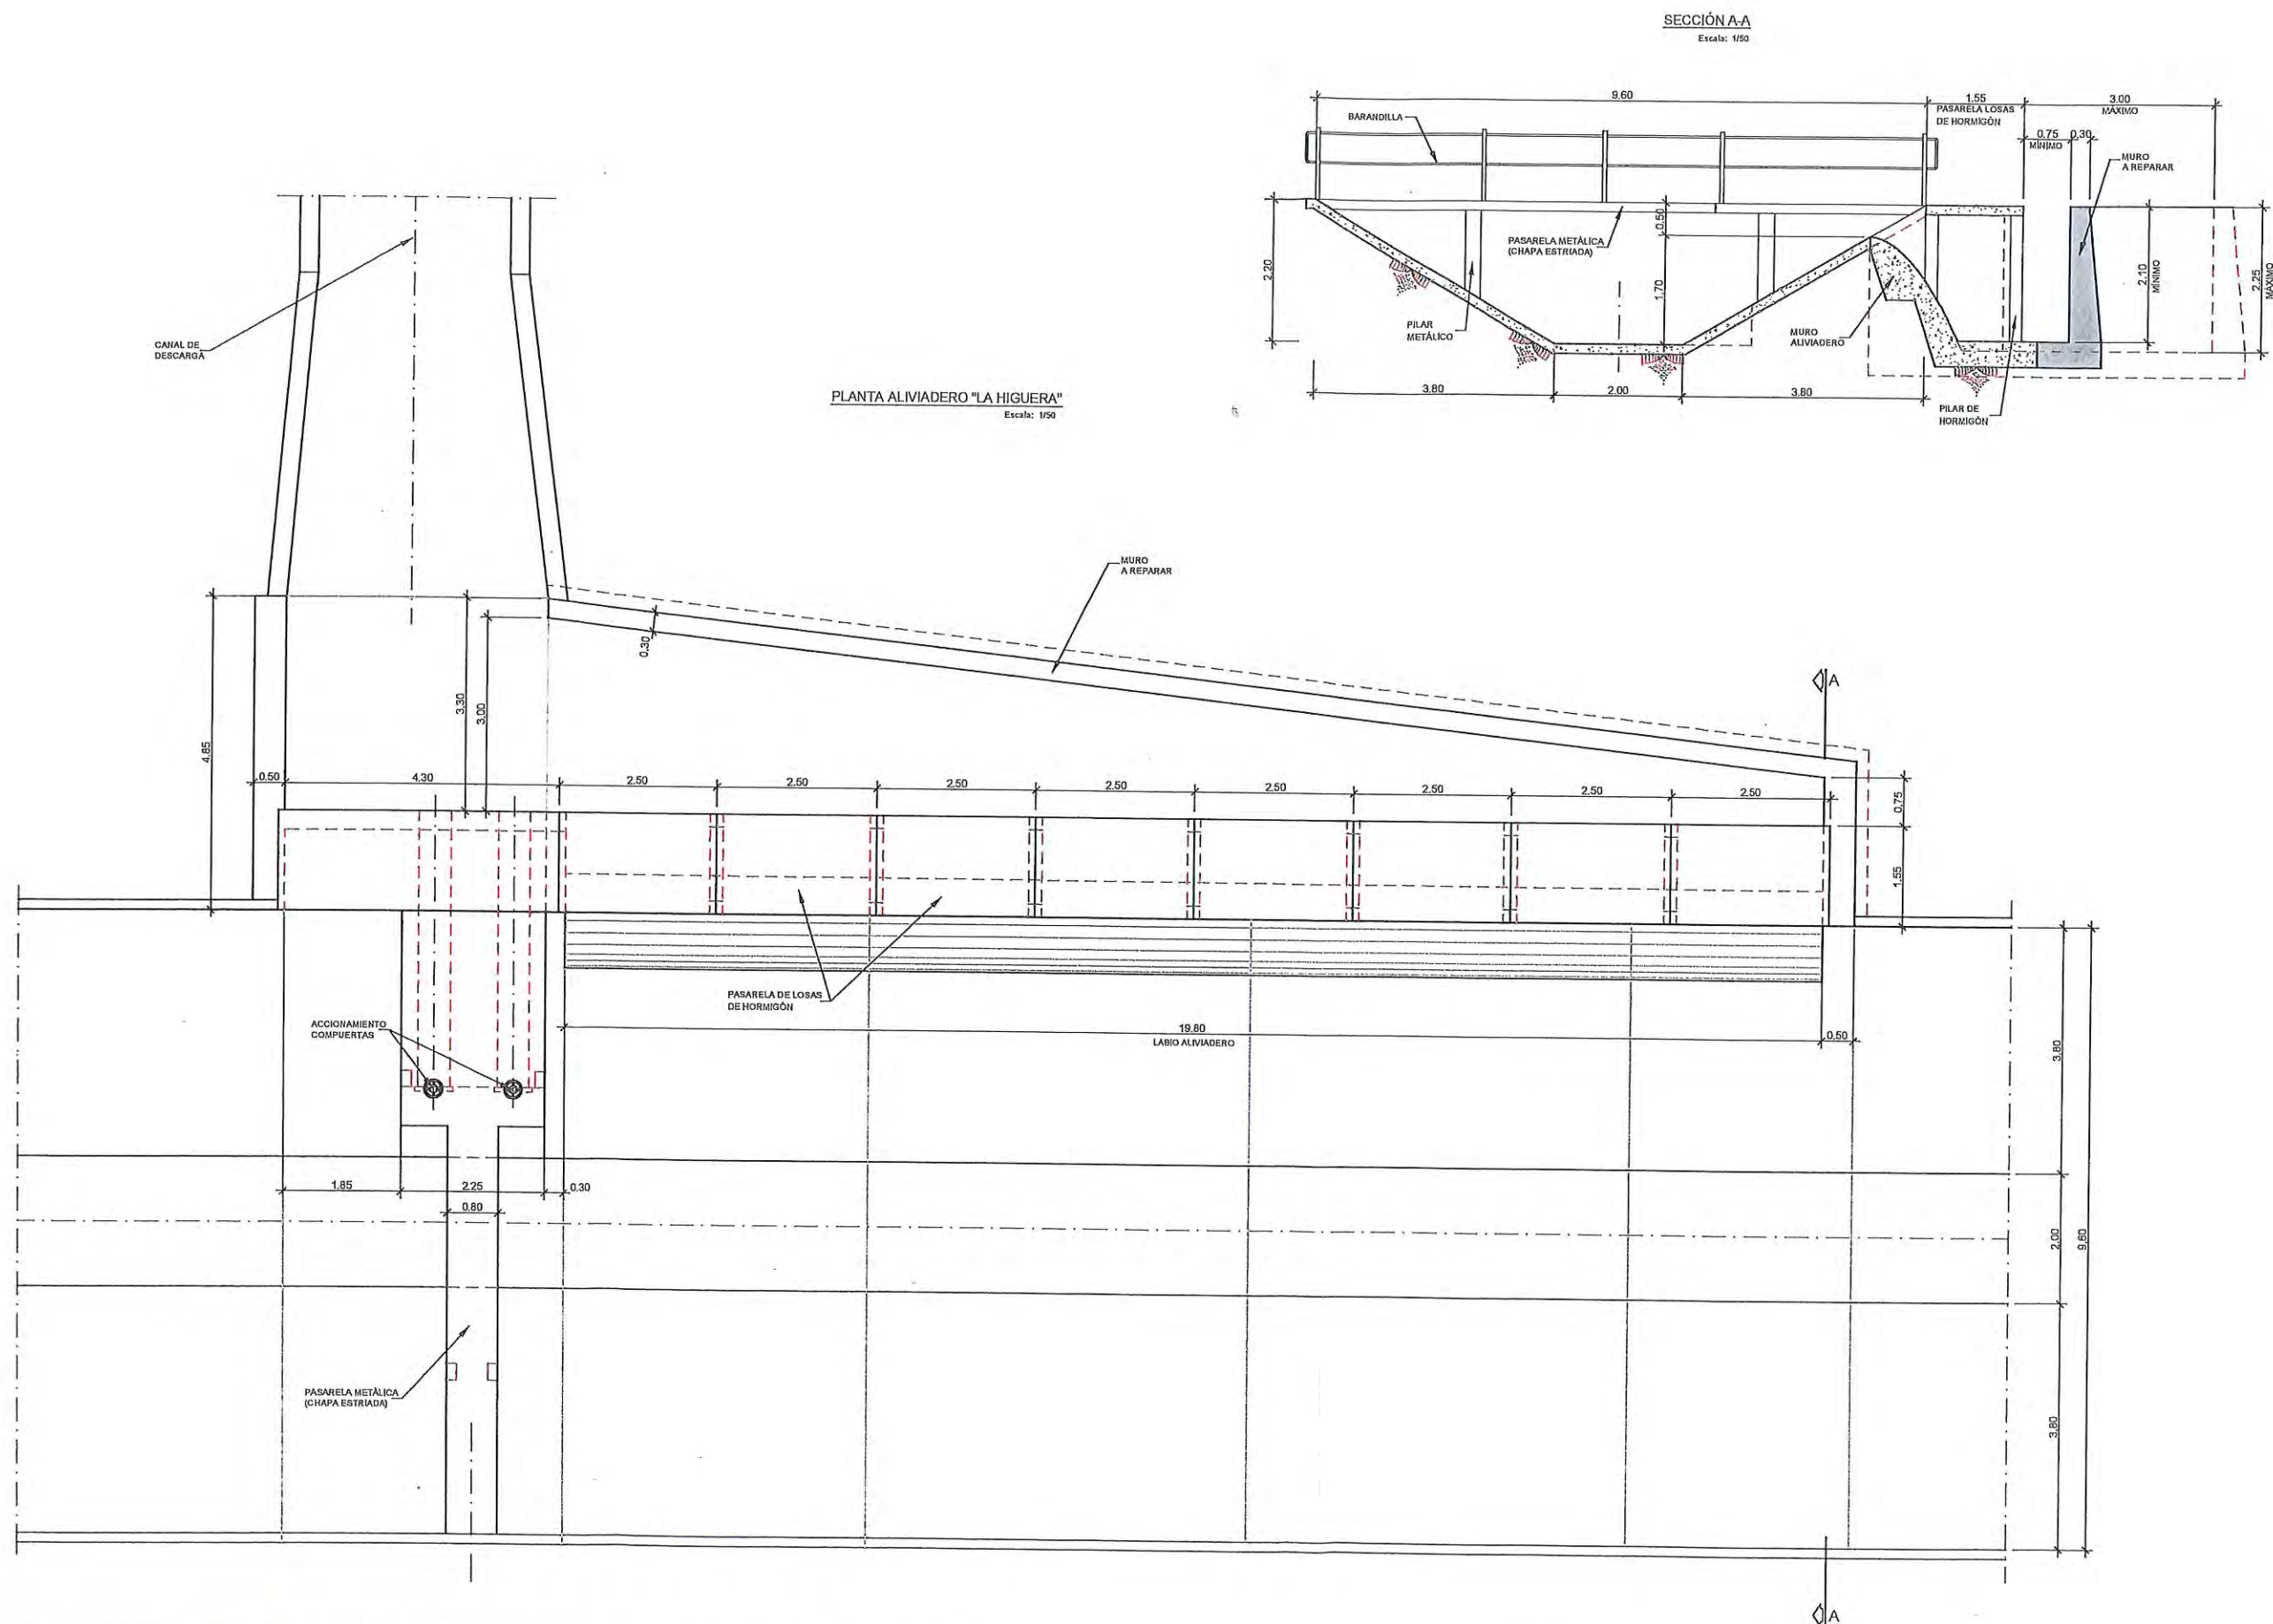 SECCIÓN A-A
Escala: 1/50
9.60
1.55
3.00
MÁXIMO
PASARELA LOSAS
DE HORMIGÓN
BARANDILLA
0.75
0.30
MÍNIMO
MURO
A REPARAR
2.20
0.50
PASARELA METÁLICA
(CHAPA ESTRIADA)
1.70
2.10
MÍNIMO
2.25
MÁXIMO
PILAR
METÁLICO
MURO
ALIVIADERO
3.80
2.00
3.80
PILAR DE
HORMIGÓN
CANAL DE
DESCARGA
PLANTA ALIVIADERO "LA HIGUERA"
Escala: 1/50
MURO
A REPARAR
0.30
A
3.30
3.00
4.85
0.50
4.30
2.50
2.50
2.50
2.50
2.50
2.50
2.50
2.50
0.75
1.55
PASARELA DE LOSAS
DE HORMIGÓN
ACCIONAMIENTO
COMPUERTAS
19.80
LABIO ALIVIADERO
0.50
3.80
1.85
2.25
0.30
0.80
2.00
9.60
PASARELA METÁLICA
(CHAPA ESTRIADA)
3.80
A